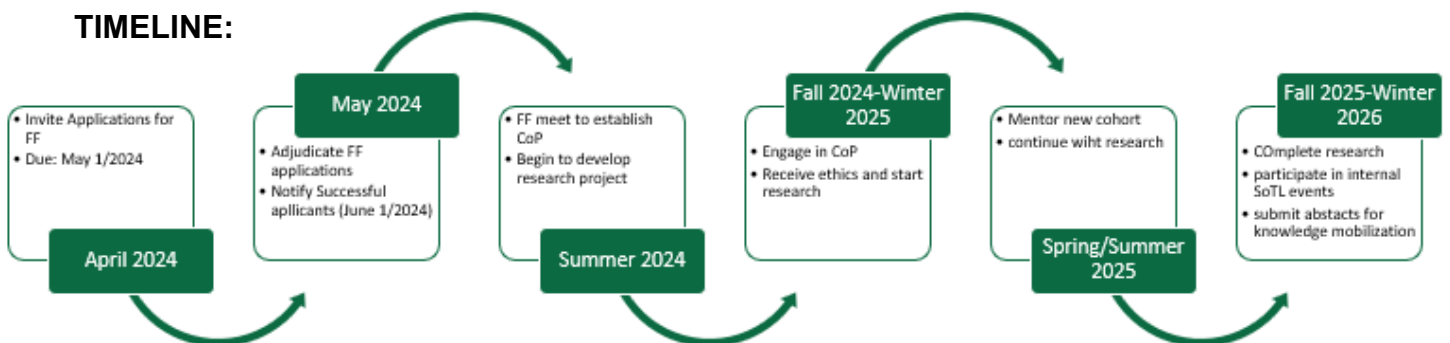 TIMELINE:
• Invite Applications for
FF
• Due: May 1/2024
April 2024
May 2024
• Adjudicate FF
applications
• Notify Successful
apllicants (June 1/2024)
• FF meet to establish
CoP
• Begin to develop
research project
Summer 2024
Fall 2024-Winter
2025
• Engage in CoP
• Receive ethics and start
research
• Mentor new cohort
• continue wiht research
Spring/Summer
2025
Fall 2025-Winter
2026
• COmplete research
• participate in internal
SoTL events
• submit abstacts for
knowledge mobilization